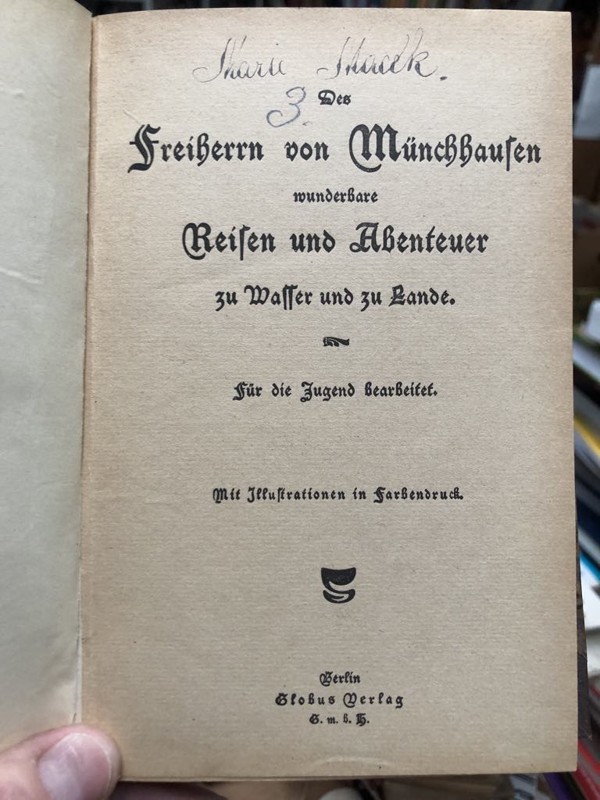 Marie
3.
Des
Freiherrn von Münchhauſen
wunderbare
Reiſen und Abenteuer
zu Waſſer und zu Lande.
Für die Jugend bearbeitet.
Mit Illuſtrationen in Farbendruck.
Berlin
Globus Verlag
G. m. b. H.